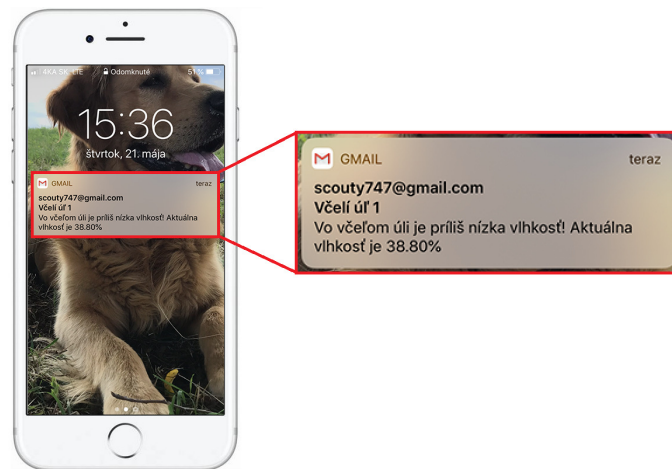 4KA SK LTE Odomknuté 51 %
15:36
štvrtok, 21. mája
GMAIL teraz
scouty747@gmail.com
Včelí úľ 1
Vo včeľom úli je príliš nízka vlhkosť! Aktuálna
vlhkosť je 38.80%
GMAIL teraz
scouty747@gmail.com
Včelí úľ 1
Vo včeľom úli je príliš nízka vlhkosť! Aktuálna
vlhkosť je 38.80%